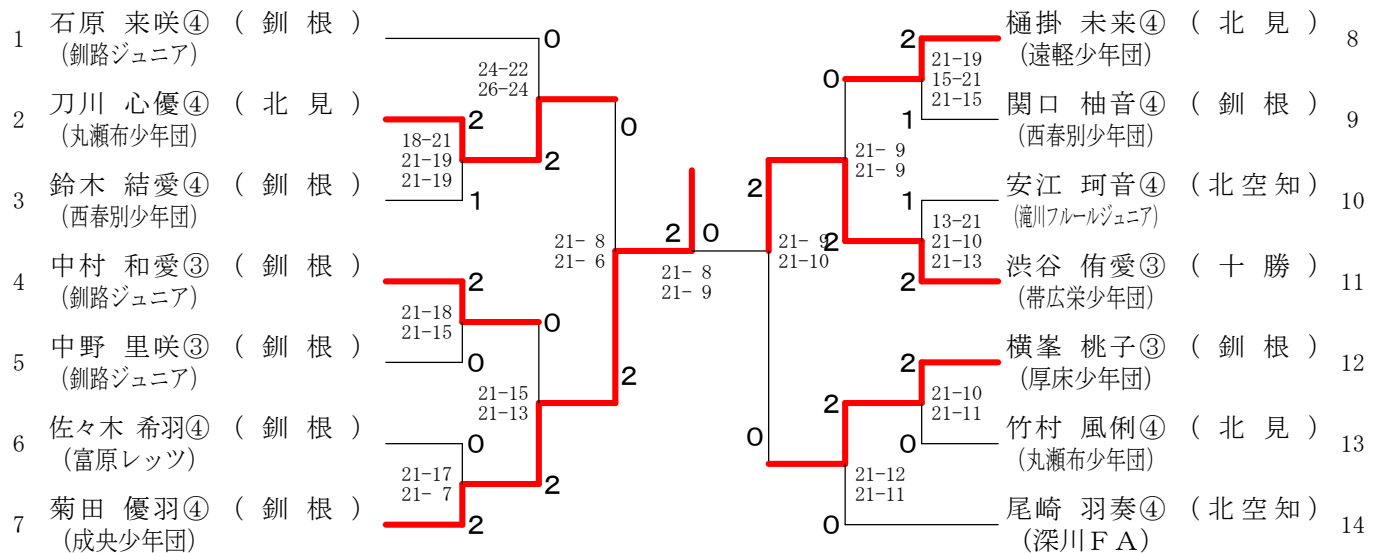 1 石原 来咲④ （ 釧 根 ）
(釧路ジュニア)
0
24-22
26-24
2 刀川 心優④ （ 北 見 ）
(丸瀬布少年団)
2
18-21
21-19
21-19
2
0
3 鈴木 結愛④ （ 釧 根 ）
(西春別少年団)
1
21- 8
21- 6
4 中村 和愛③ （ 釧 根 ）
(釧路ジュニア)
2
21-18
21-15
0
5 中野 里咲③ （ 釧 根 ）
(釧路ジュニア)
0
21-15
21-13
2
6 佐々木 希羽④ （ 釧 根 ）
(富原レッツ)
0
21-17
21- 7
2
7 菊田 優羽④ （ 釧 根 ）
(成央少年団)
2
2 0
21- 8
21- 9
樋掛 未来④ （ 北 見 ） 8
(遠軽少年団)
2
21-19
15-21
21-15
0
関口 柚音④ （ 釧 根 ） 9
(西春別少年団)
1
21- 9
21- 9
2
安江 珂音④ （北空知） 10
(滝川フルールジュニア)
1
13-21
21-10
21-13
2
21- 9
21-10
渋谷 侑愛③ （ 十 勝 ） 11
(帯広栄少年団)
2
横峯 桃子③ （ 釧 根 ） 12
(厚床少年団)
2
21-10
21-11
2
0
竹村 風俐④ （ 北 見 ） 13
(丸瀬布少年団)
0
21-12
21-11
尾崎 羽奏④ （北空知） 14
(深川ＦＡ)
0